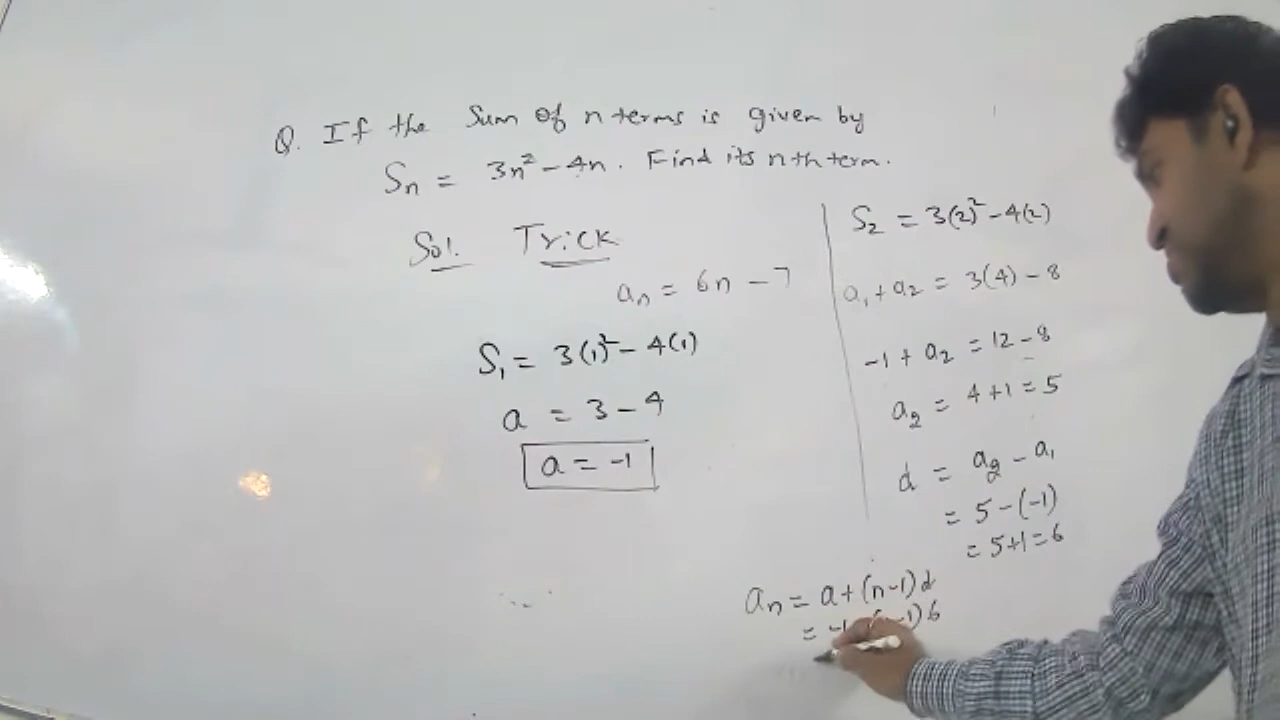 Q. If the Sum of n terms is given by
Sₙ = 3n² - 4n. Find its nth term.
Sol. Trick
aₙ = 6n - 7
S₁ = 3(1)² - 4(1)
a = 3 - 4
a = -1
S₂ = 3(2)² - 4(2)
a₁ + a₂ = 3(4) - 8
-1 + a₂ = 12 - 8
a₂ = 4 + 1 = 5
d = a₂ - a₁
= 5 - (-1)
= 5 + 1 = 6
aₙ = a + (n-1)d
= -1 -1) 6